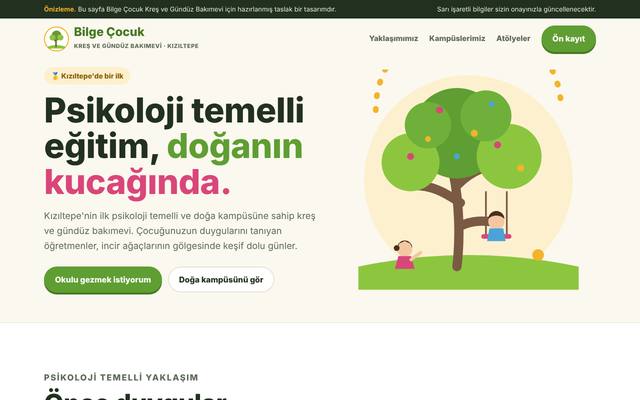 Önizleme. Bu sayfa Bilge Çocuk Kreş ve Gündüz Bakımevi için hazırlanmış taslak bir tasarımdır.
Sarı işaretli bilgiler sizin onayınızla güncellenecektir.
Bilge Çocuk
KREŞ VE GÜNDÜZ BAKIMEVİ · KIZILTEPE
Yaklaşımımız Kampüslerimiz Atölyeler Ön kayıt
Kızıltepe'de bir ilk
Psikoloji temelli
eğitim, doğanın
kucağında.
Kızıltepe'nin ilk psikoloji temelli ve doğa kampüsüne sahip kreş
ve gündüz bakımevi. Çocuğunuzun duygularını tanıyan
öğretmenler, incir ağaçlarının gölgesinde keşif dolu günler.
Okulu gezmek istiyorum Doğa kampüsünü gör
PSİKOLOJİ TEMELLİ YAKLAŞIM
Önce duygular